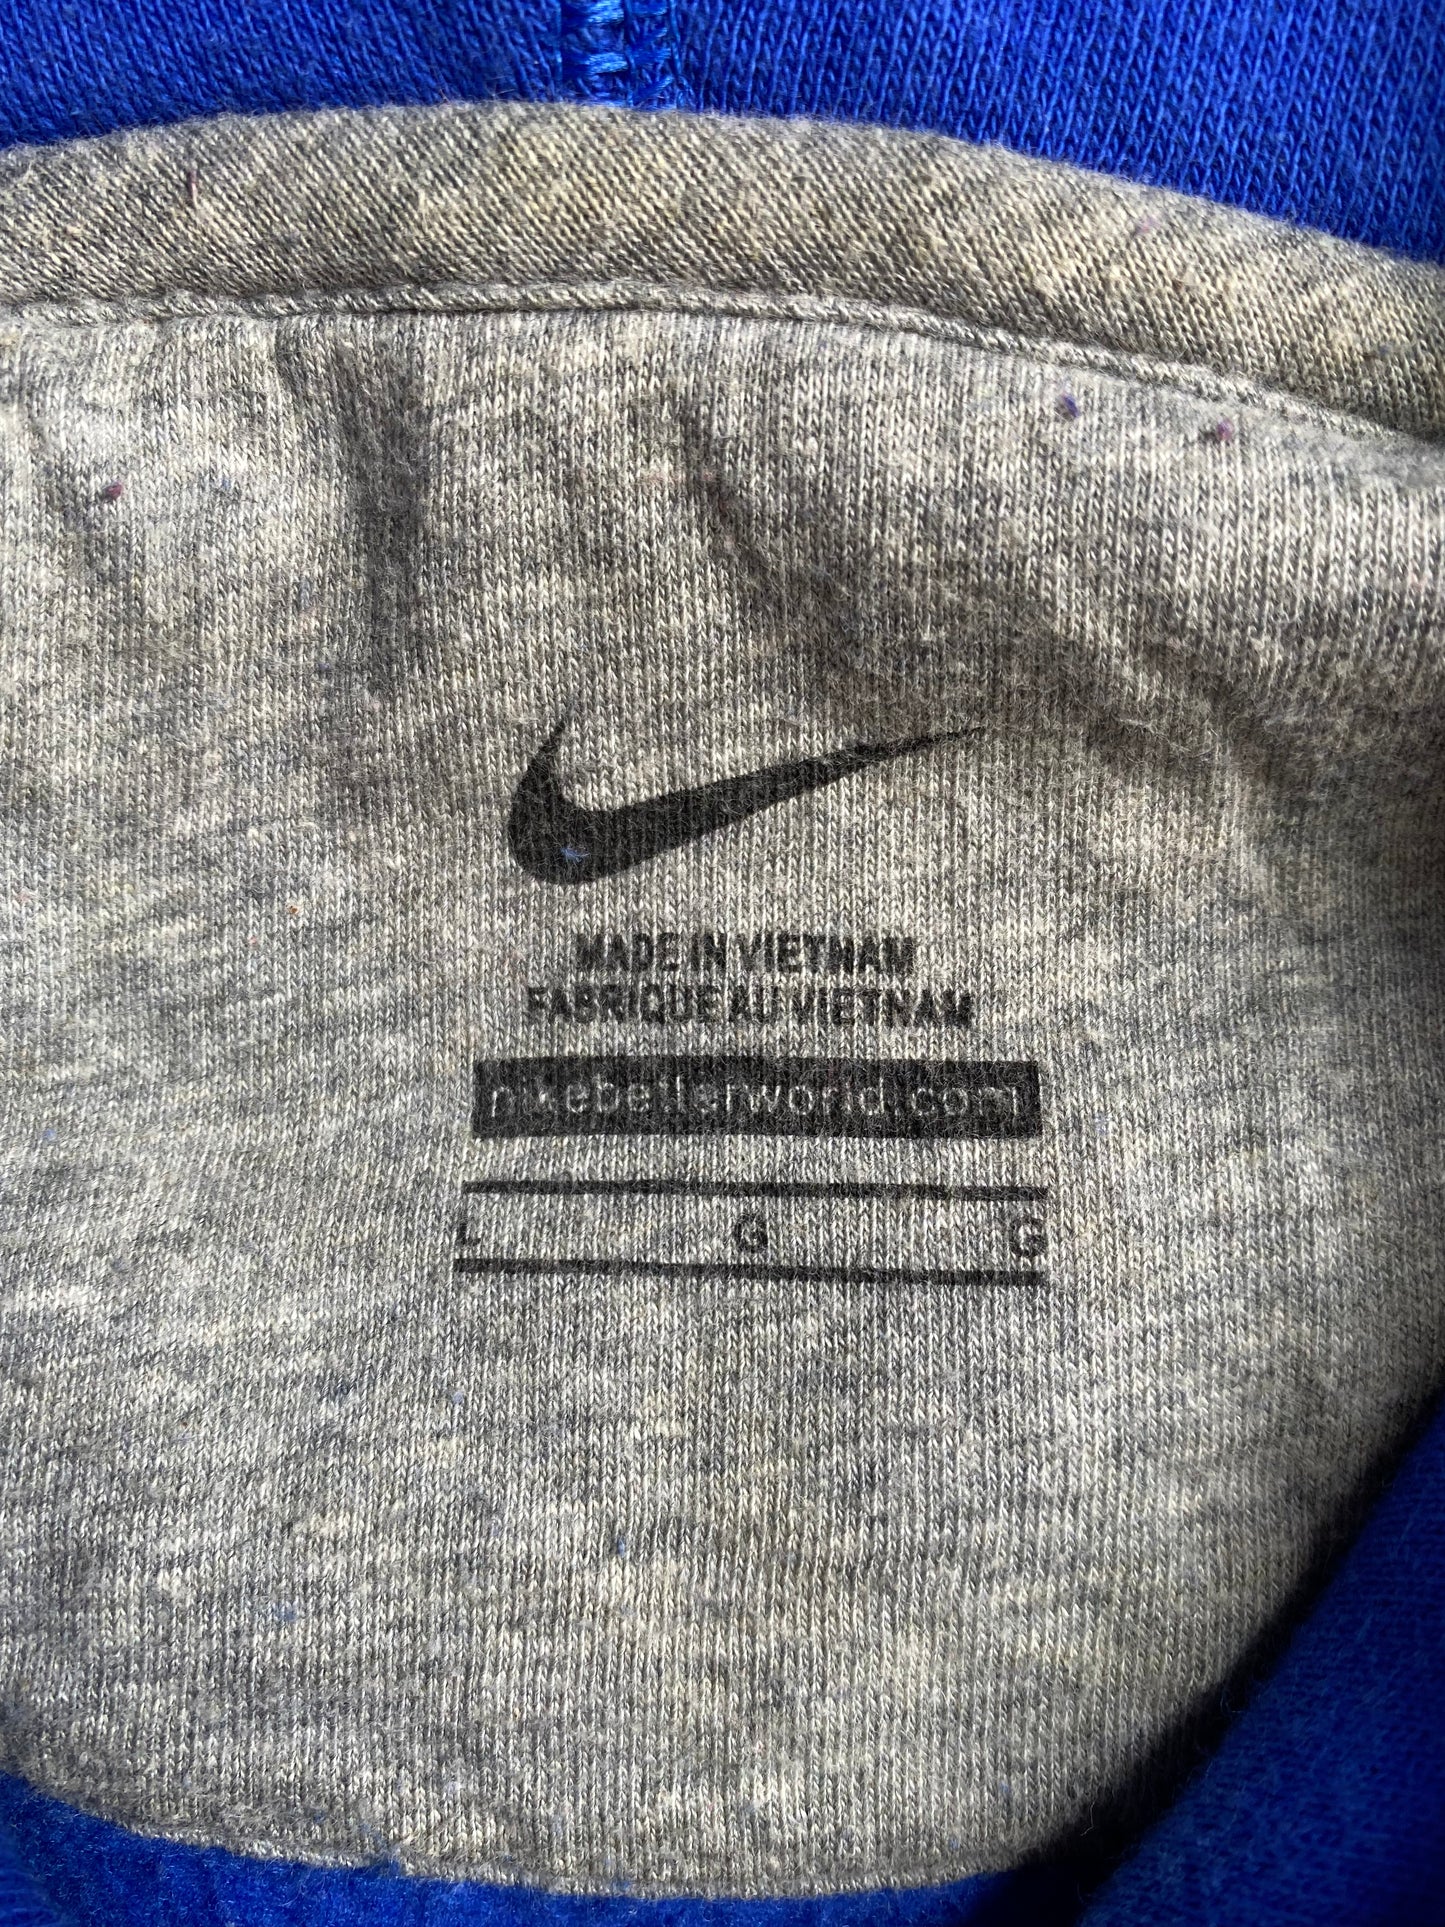 MADE IN VIETNAM
FABRIQUE AU VIETNAM
nikebetterworld.com
L G G